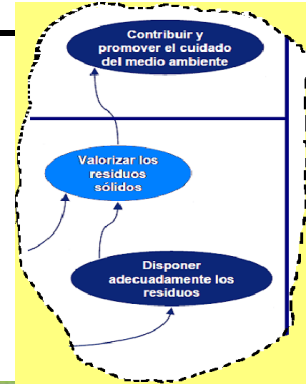 Contribuir y
promover el cuidado
del medio ambiente
Valorizar los
residuos
sólidos
Disponer
adecuadamente los
residuos